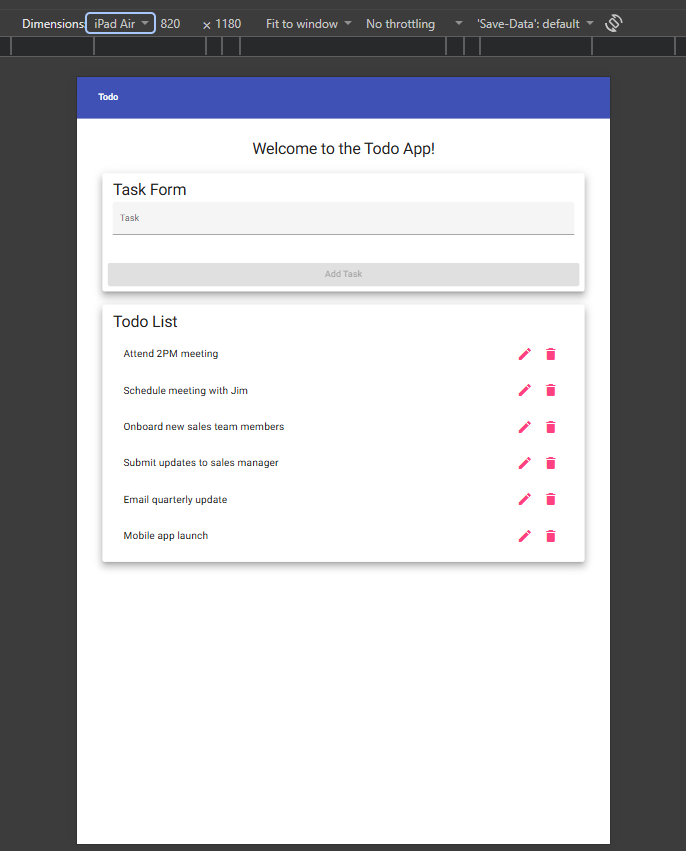 Dimensions: iPad Air 820 × 1180 Fit to window No throttling 'Save-Data': default
Todo
Welcome to the Todo App!
Task Form
Task
Add Task
Todo List
Attend 2PM meeting
Schedule meeting with Jim
Onboard new sales team members
Submit updates to sales manager
Email quarterly update
Mobile app launch